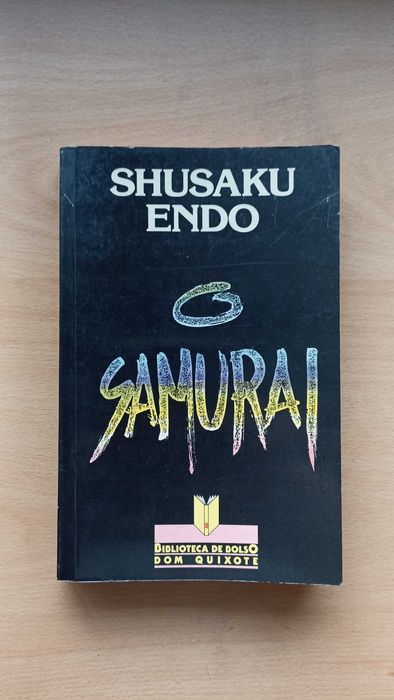 SHUSAKU
ENDO
O
SAMURAI
BIBLIOTECA DE BOLSO
DOM QUIXOTE